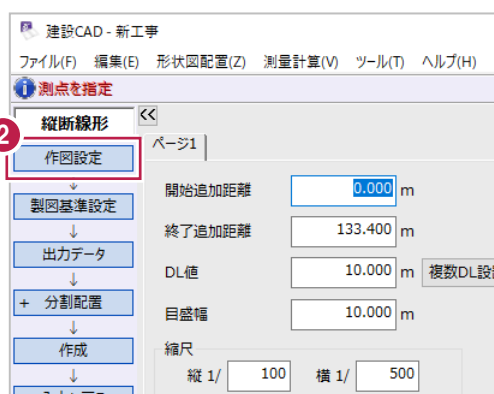 建設CAD - 新工事
ファイル(F) 編集(E) 形状図配置(Z) 測量計算(V) ツール(T) ヘルプ(H)
測点を指定
縦断線形
<<
2
作図設定
ページ1
↓
製図基準設定
開始追加距離 0.000 m
↓
終了追加距離 133.400 m
出力データ
↓
DL値 10.000 m 複数DL設
+ 分割配置
目盛幅 10.000 m
↓
作成
縮尺
↓
縦 1/ 100 横 1/ 500